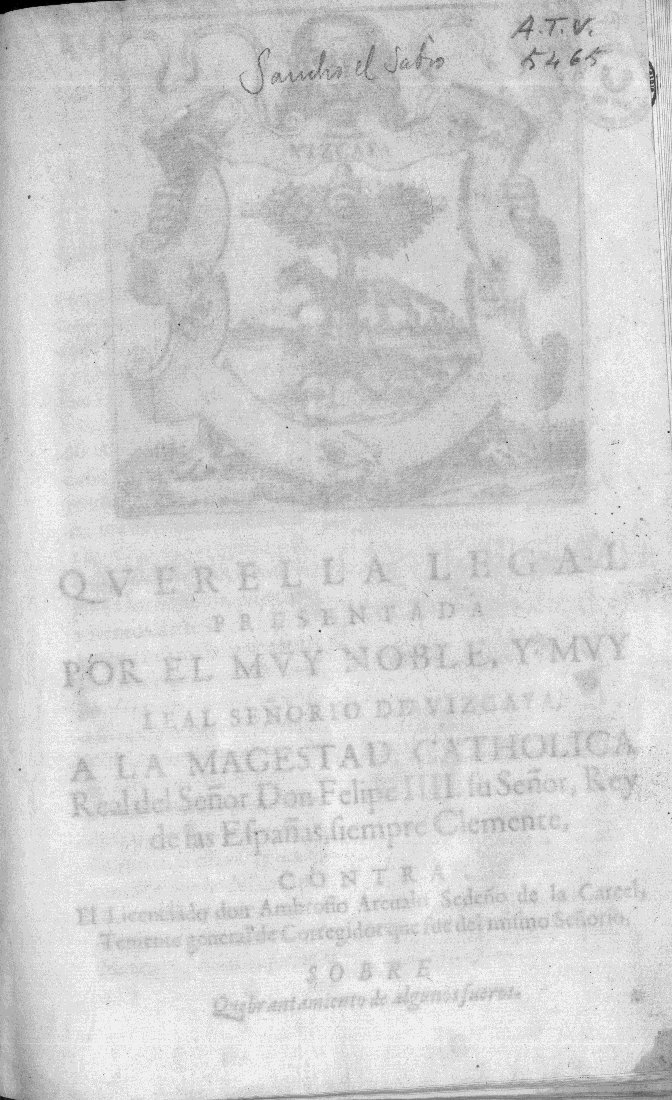 A.T.V.
5465
Sancho el Sabio
VIZCAYA
QVERELLA LEGAL
PRESENTADA
POR EL MVY NOBLE, Y MVY
LEAL SEÑORIO DE VIZCAYA,
A LA MAGESTAD CATHOLICA
Real del Señor Don Felipe IIII. su Señor, Rey
de las Españas, siempre Clemente,
CONTRA
El Licenciado don Ambrosio Arevalo Sedeño de la Carcel,
Teniente general de Corregidor que fue del mismo Señorio,
SOBRE
Quebrantamiento de algunos fueros.